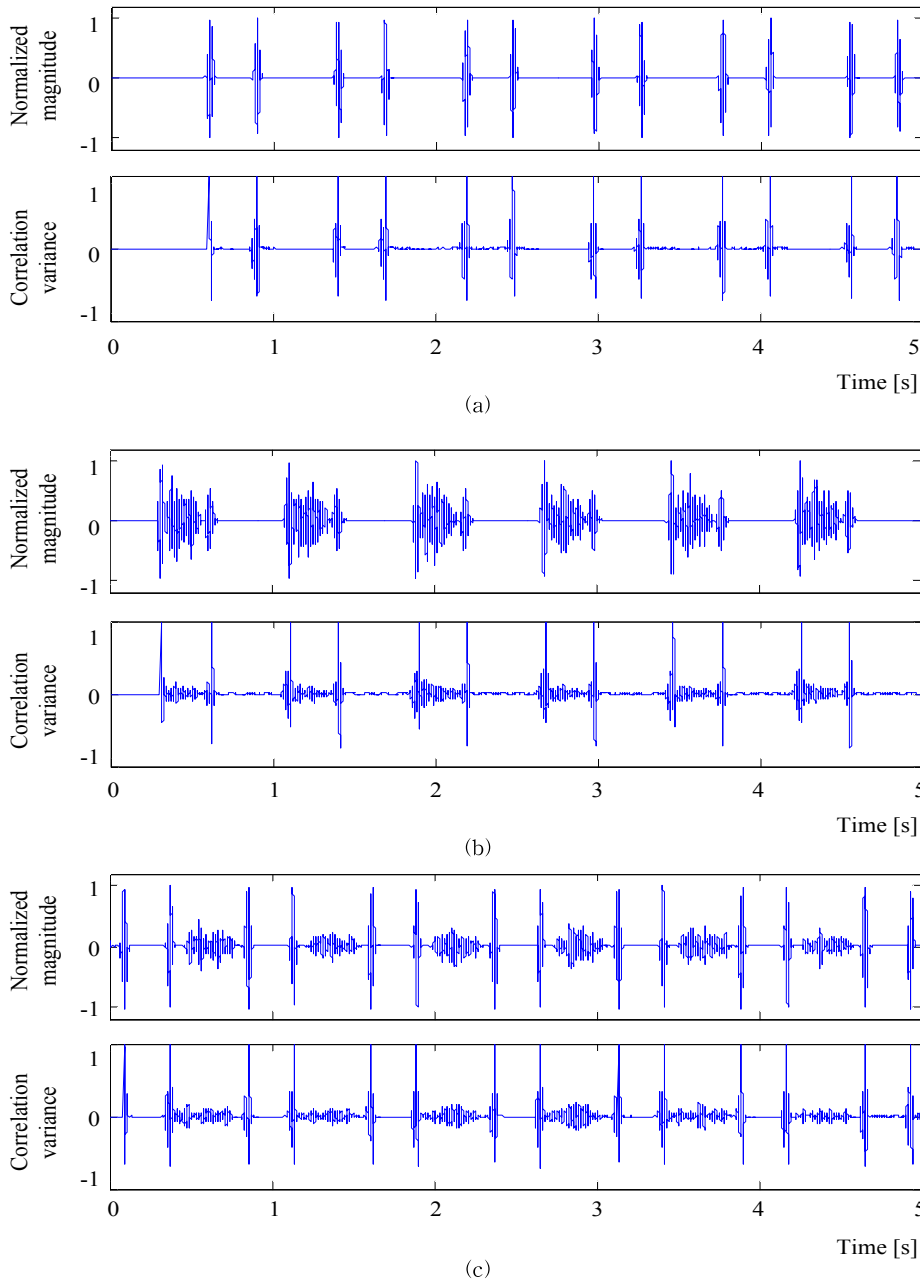 Normalized
magnitude
1
0
-1
Correlation
variance
1
0
-1
0 1 2 3 4 5
Time [s]
(a)
Normalized
magnitude
1
0
-1
Correlation
variance
1
0
-1
0 1 2 3 4 5
Time [s]
(b)
Normalized
magnitude
1
0
-1
Correlation
variance
1
0
-1
0 1 2 3 4 5
Time [s]
(c)